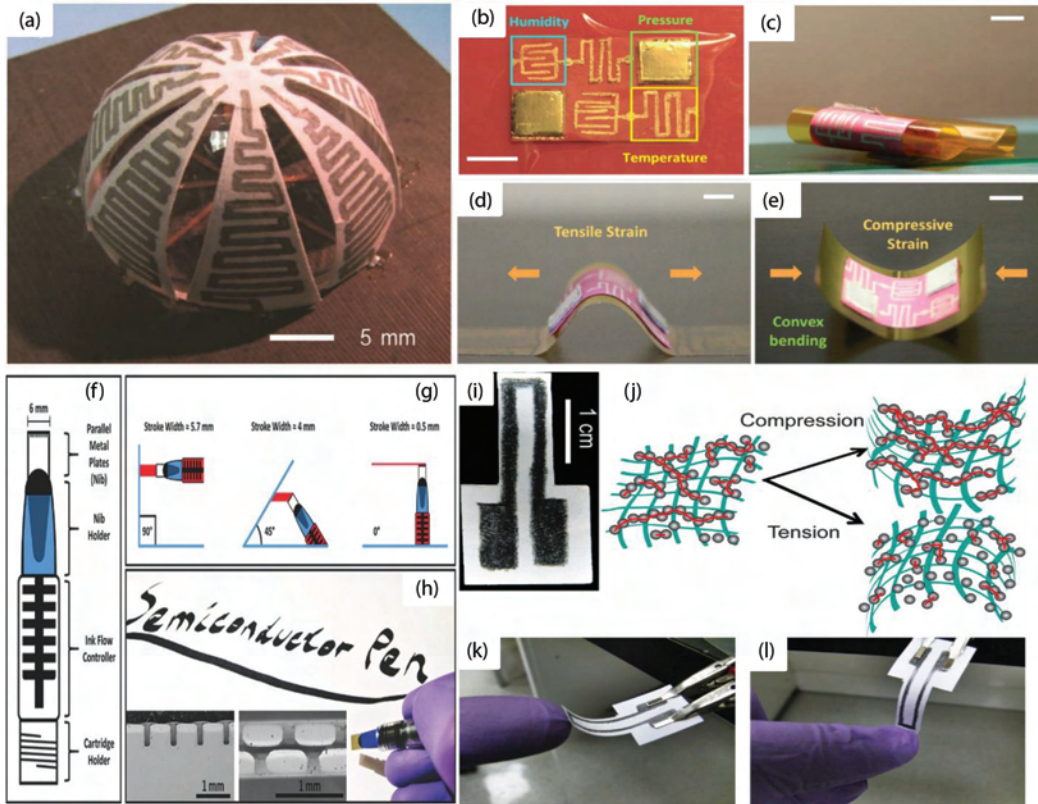 (a)
5 mm
(b)
Humidity
Pressure
Temperature
(c)
(d)
Tensile Strain
(e)
Compressive
Strain
Convex
bending
(f)
6 mm
Parallel
Metal
Plates
(Nib)
Nib
Holder
Ink Flow
Controller
Cartridge
Holder
(g)
Stroke Width = 5.7 mm
Stroke Width = 4 mm
Stroke Width = 0.5 mm
90°
45°
0°
(h)
Semiconductor Pen
1 mm
1 mm
(i)
1 cm
(j)
Compression
Tension
(k)
(l)